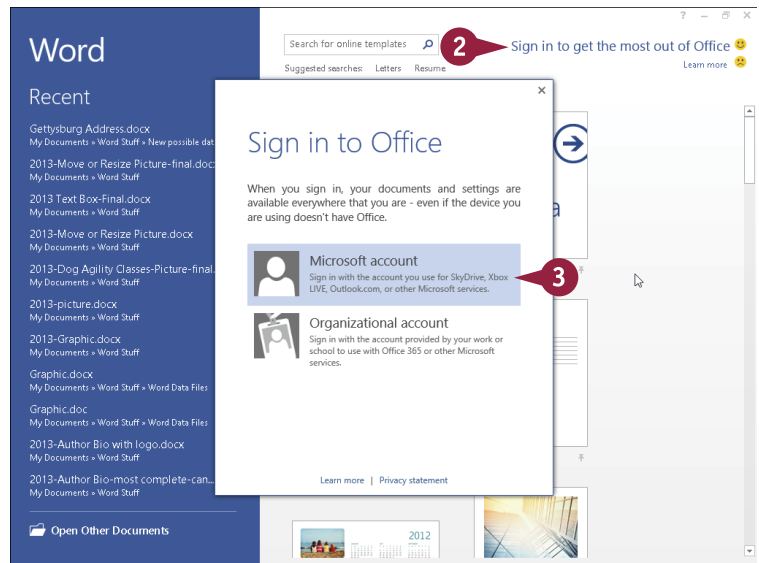 ? – ×
Word
Search for online templates
2
Sign in to get the most out of Office
Suggested searches: Letters Resume
Learn more
Recent
Gettysburg Address.docx
My Documents » Word Stuff » New possible dat
2013-Move or Resize Picture-final.doc
My Documents » Word Stuff
2013 Text Box-Final.docx
My Documents » Word Stuff
2013-Move or Resize Picture.docx
My Documents » Word Stuff
2013-Dog Agility Classes-Picture-final.
My Documents » Word Stuff
2013-picture.docx
My Documents » Word Stuff
2013-Graphic.docx
My Documents » Word Stuff
Graphic.docx
My Documents » Word Stuff » Word Data Files
Graphic.doc
My Documents » Word Stuff » Word Data Files
2013-Author Bio with logo.docx
My Documents » Word Stuff
2013-Author Bio-most complete-can...
My Documents » Word Stuff
Open Other Documents
×
Sign in to Office
When you sign in, your documents and settings are
available everywhere that you are - even if the device you
are using doesn't have Office.
Microsoft account
Sign in with the account you use for SkyDrive, Xbox
LIVE, Outlook.com, or other Microsoft services.
3
Organizational account
Sign in with the account provided by your work or
school to use with Office 365 or other Microsoft
services.
Learn more | Privacy statement
a
2012